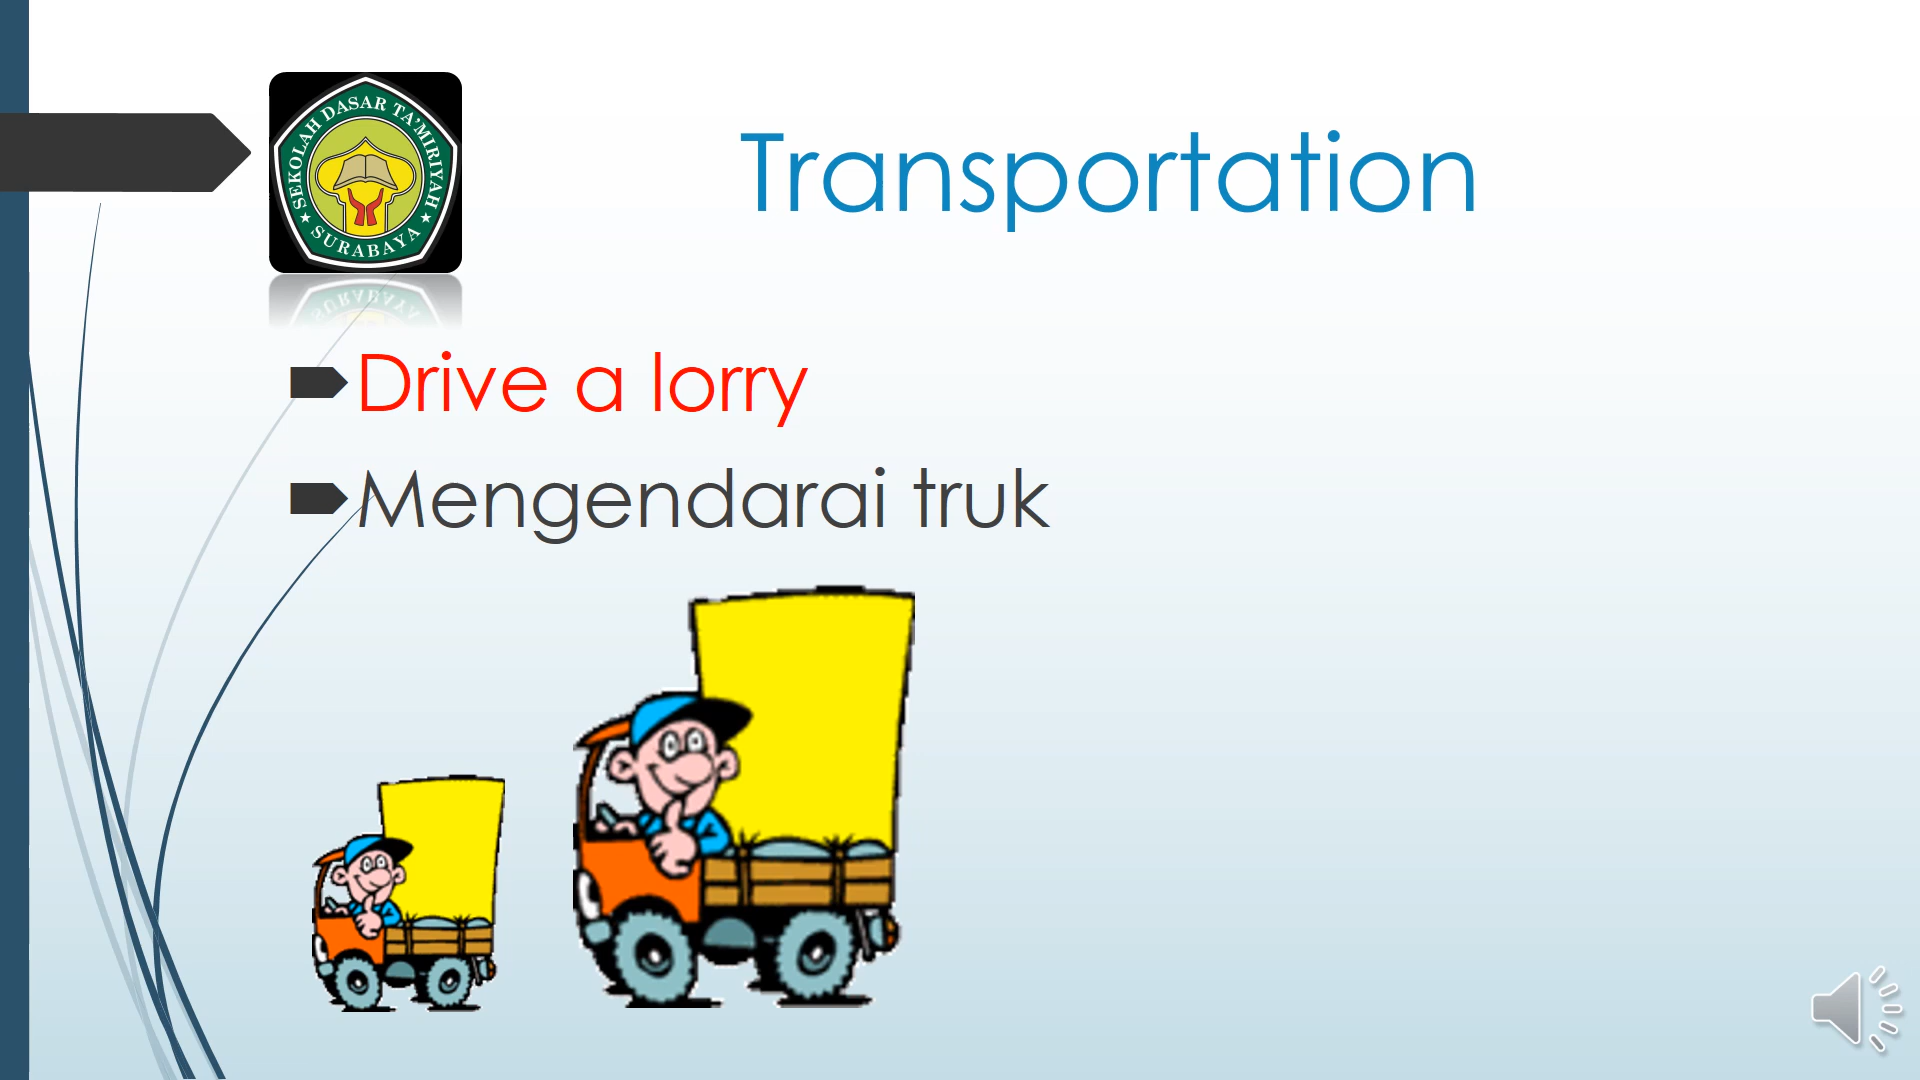 SEKOLAH DASAR TA'MIRIYAH
SURABAYA
Transportation
Drive a lorry
Mengendarai truk